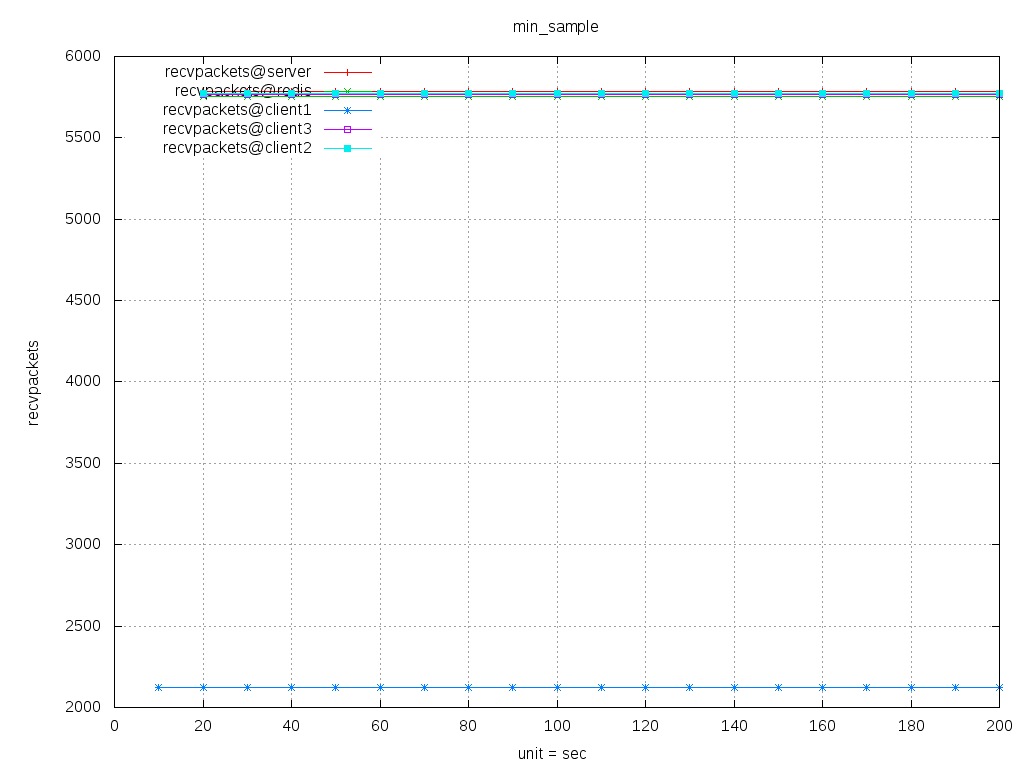 min_sample
6000
5500
5000
4500
4000
3500
3000
2500
2000
recvpackets
recvpackets@server
recvpackets@redis
recvpackets@client1
recvpackets@client3
recvpackets@client2
0 20 40 60 80 100 120 140 160 180 200
unit = sec